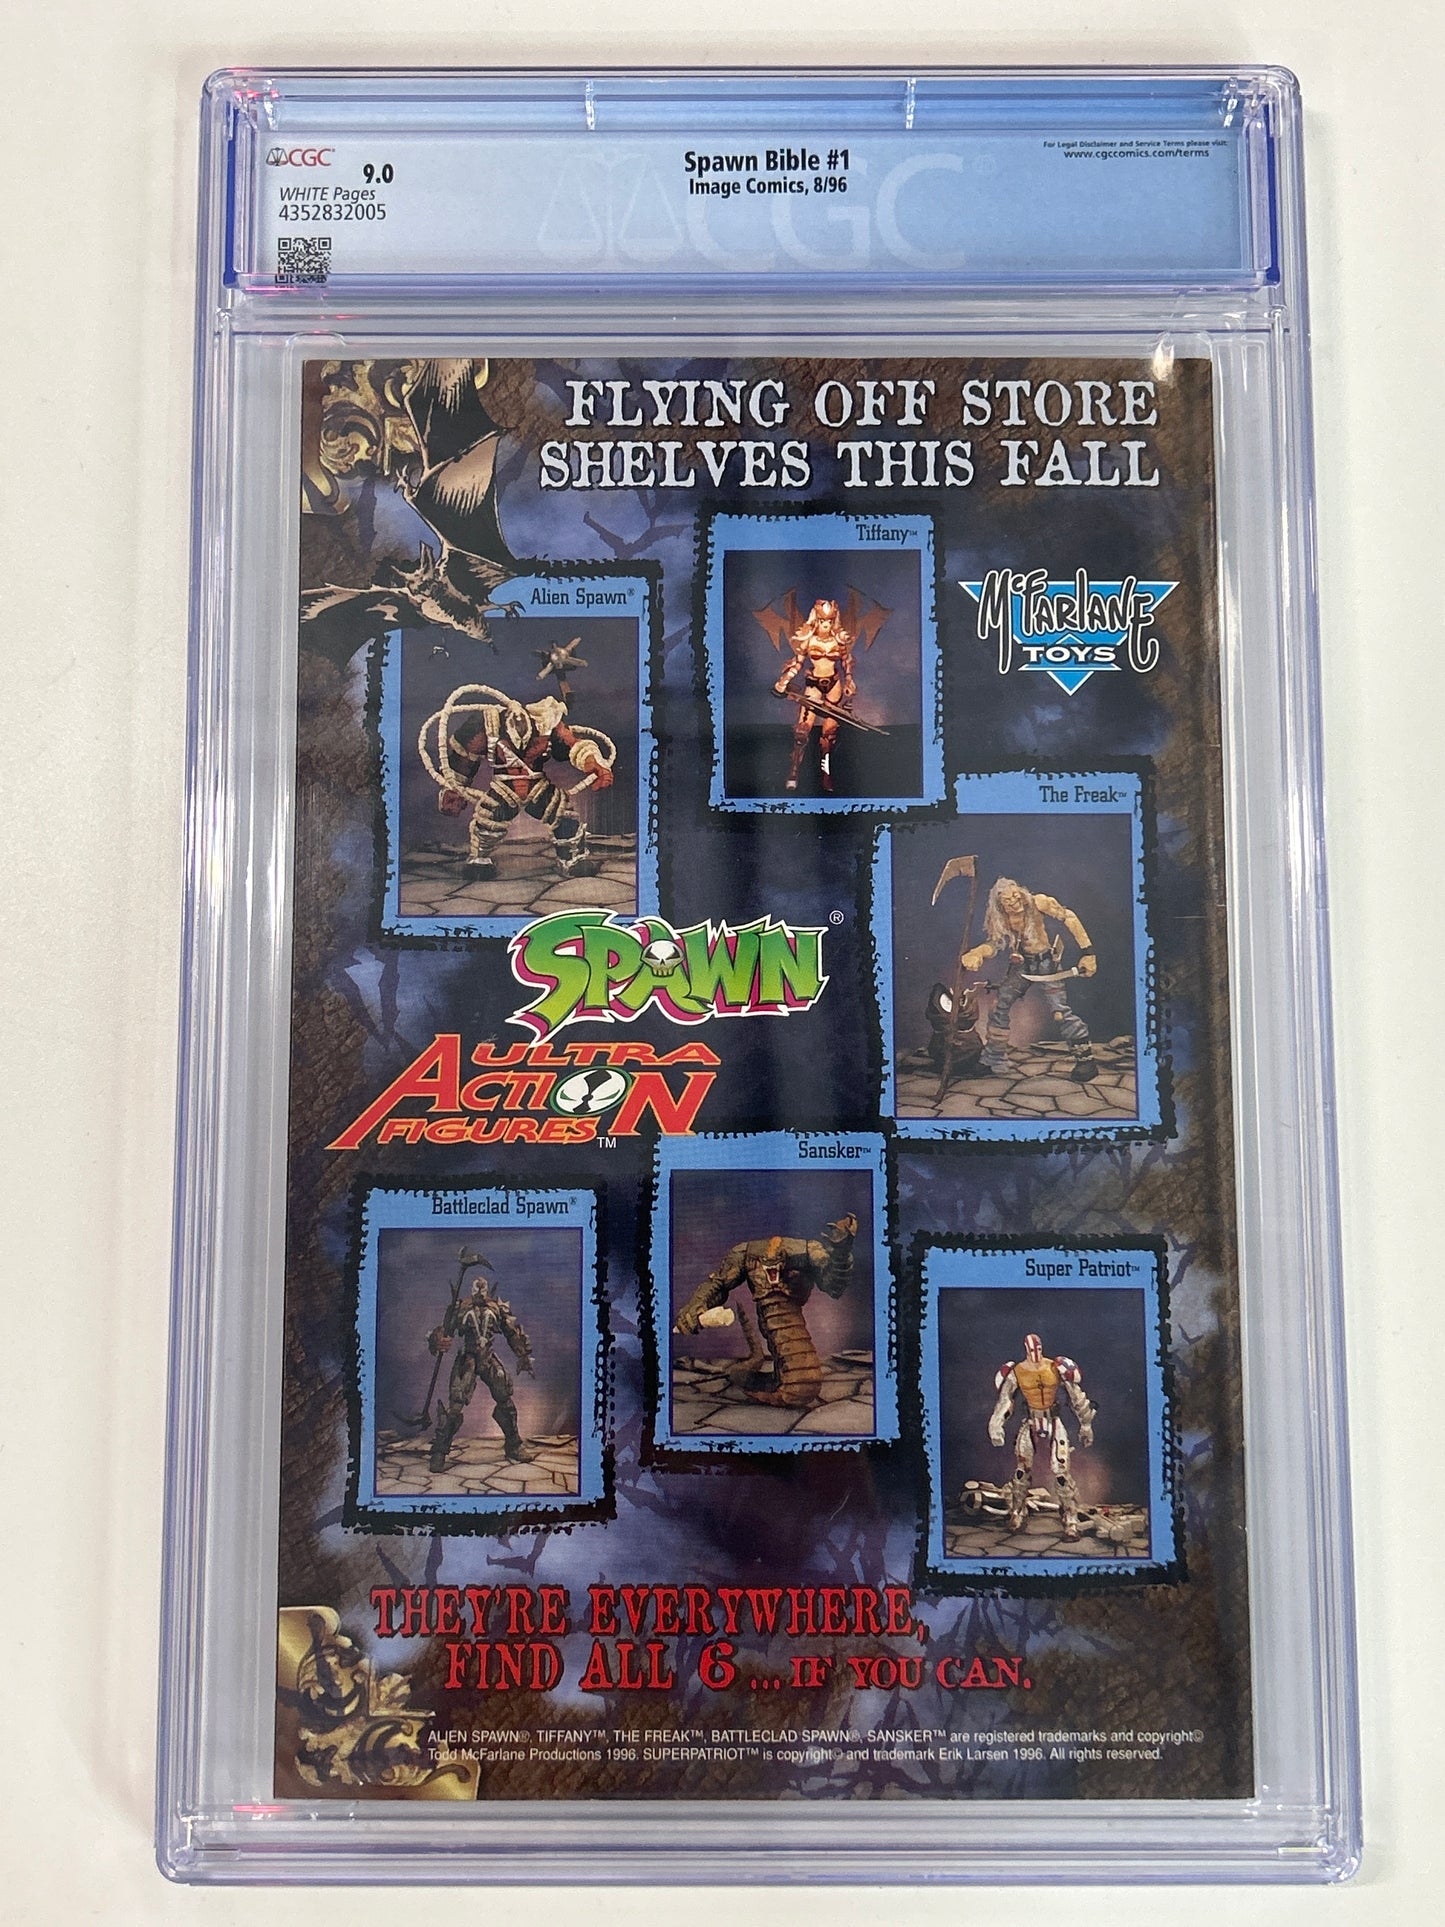 CGC
9.0
WHITE Pages
4352832005
Spawn Bible #1
Image Comics, 8/96
For Legal Disclaimer and Service Terms please visit:
www.cgccomics.com/terms
CGC
FLYING OFF STORE
SHELVES THIS FALL
Tiffany™
Alien Spawn®
McFARLANE
TOYS
The Freak™
SPAWN®
ULTRA
ACTION
FIGURES™
Sansker™
Battleclad Spawn®
Super Patriot™
THEY'RE EVERYWHERE,
FIND ALL 6 ... IF YOU CAN.
ALIEN SPAWN®, TIFFANY™, THE FREAK™, BATTLECLAD SPAWN®, SANSKER™ are registered trademarks and copyright©
Todd McFarlane Productions 1996. SUPERPATRIOT™ is copyright© and trademark Erik Larsen 1996. All rights reserved.